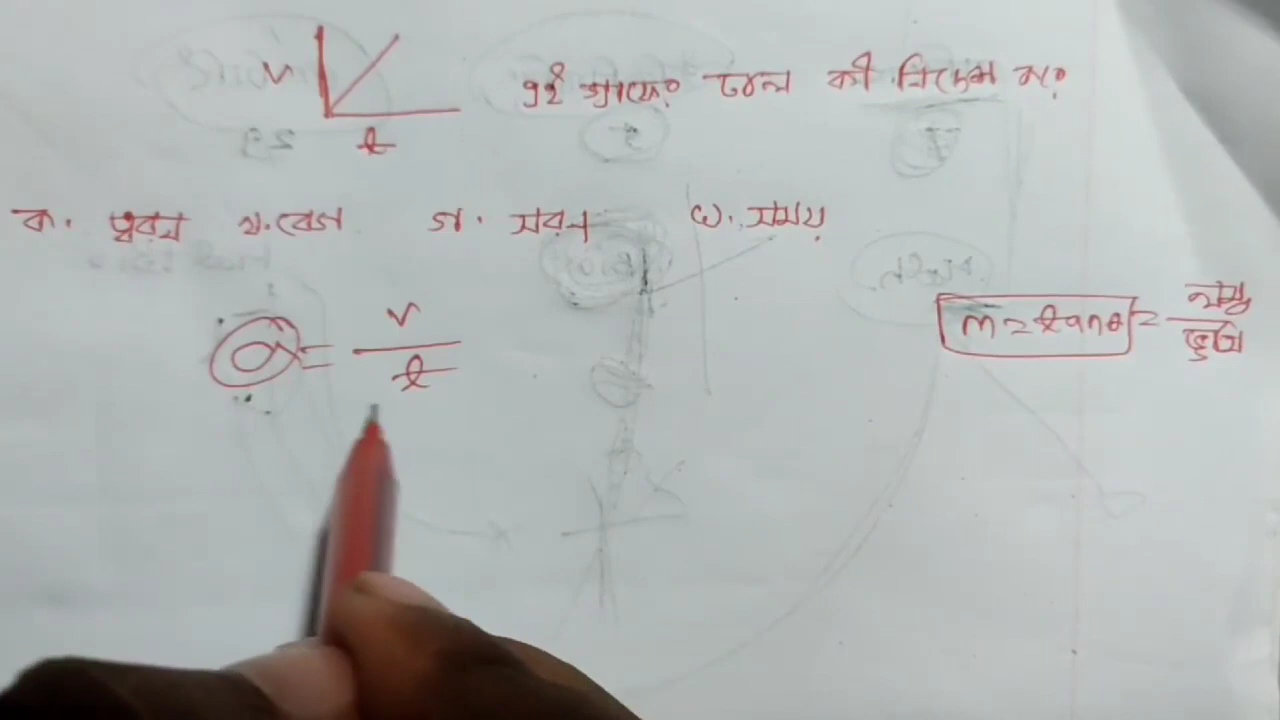 v
t
এই গ্রাফের ঢাল কী নির্দেশ করে
ক. ত্বরণ খ. বেগ গ. সরণ ঘ. সময়
a = v
t
m = tanθ = লম্ব
ভূমি